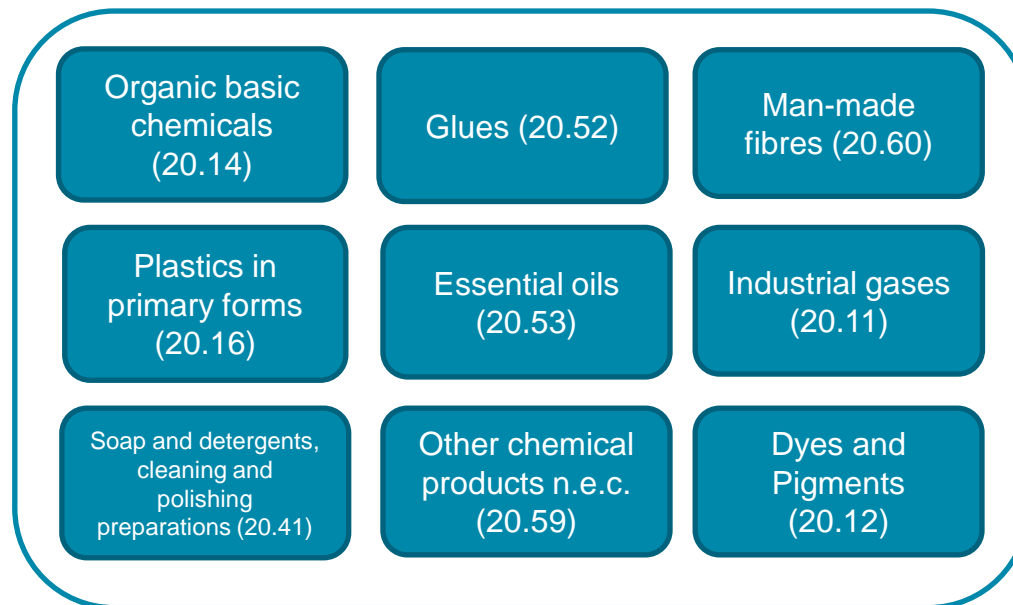 Organic basic
chemicals
(20.14)
Glues (20.52)
Man-made
fibres (20.60)
Plastics in
primary forms
(20.16)
Essential oils
(20.53)
Industrial gases
(20.11)
Soap and detergents,
cleaning and
polishing
preparations (20.41)
Other chemical
products n.e.c.
(20.59)
Dyes and
Pigments
(20.12)